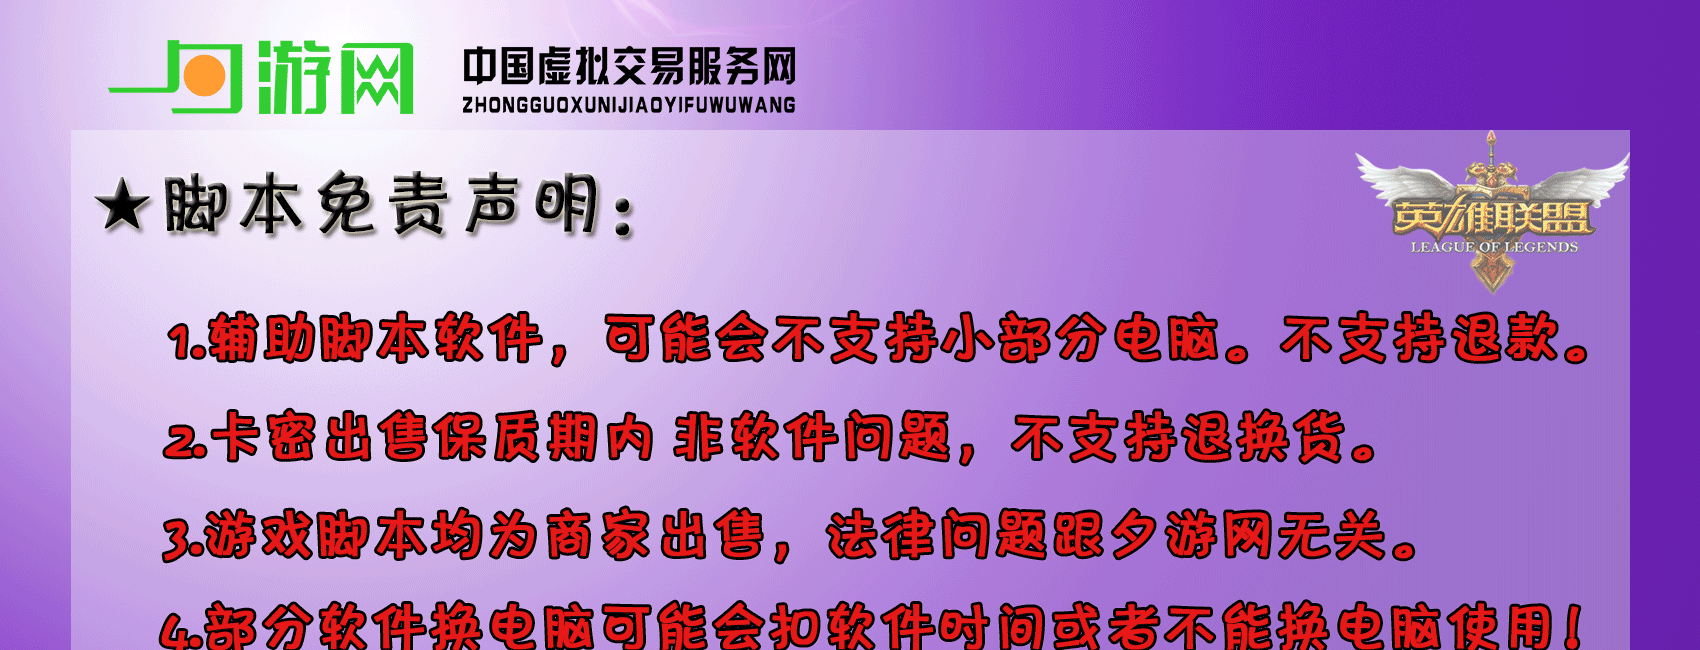 夕游网
中国虚拟交易服务网
ZHONGGUOXUNIJIAOYIFUWUWANG
★脚本免责声明：
英雄联盟
LEAGUE OF LEGENDS
1.辅助脚本软件，可能会不支持小部分电脑。不支持退款。
2.卡密出售保质期内 非软件问题，不支持退换货。
3.游戏脚本均为商家出售，法律问题跟夕游网无关。
4.部分软件换电脑可能会扣软件时间或者不能换电脑使用！